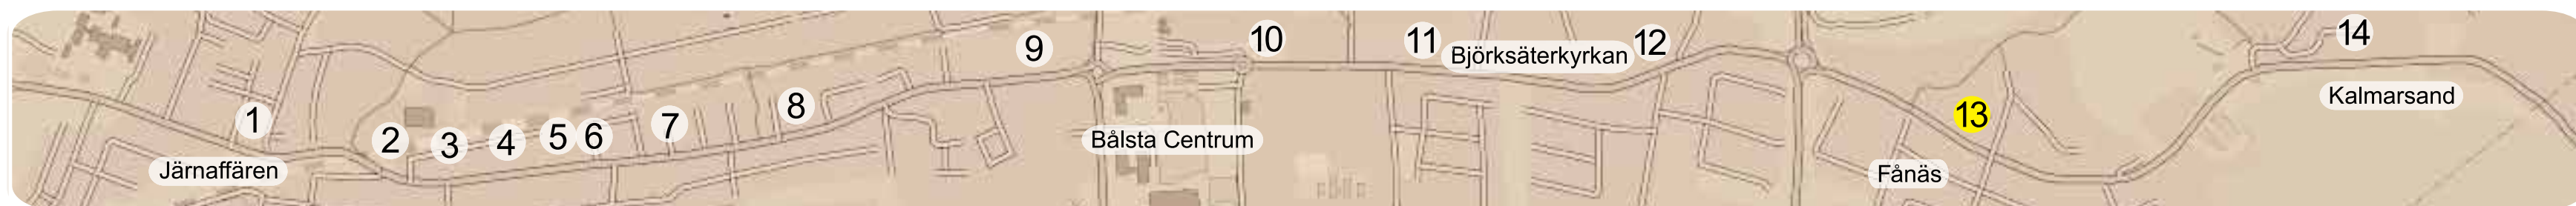 1
2
3
4
5
6
7
8
9
10
11
12
13
14
Järnaffären
Bålsta Centrum
Björksäterkyrkan
Fånäs
Kalmarsand